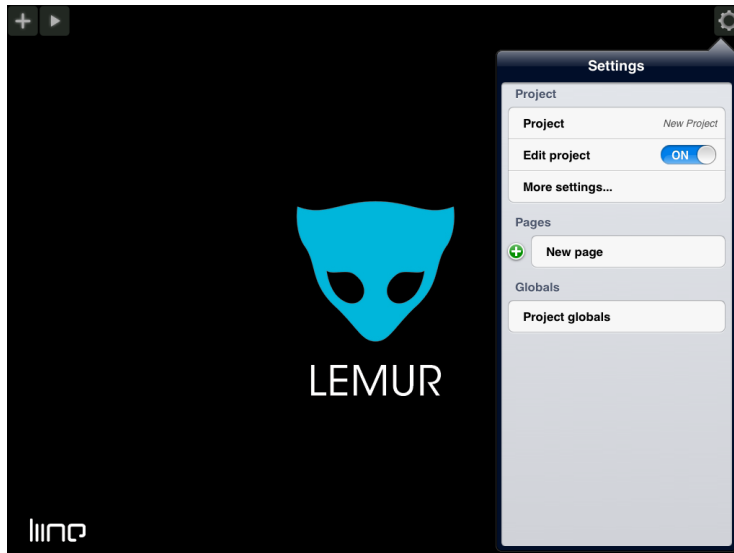 Settings
Project
Project New Project
Edit project ON
More settings...
Pages
New page
Globals
Project globals
LEMUR
liine